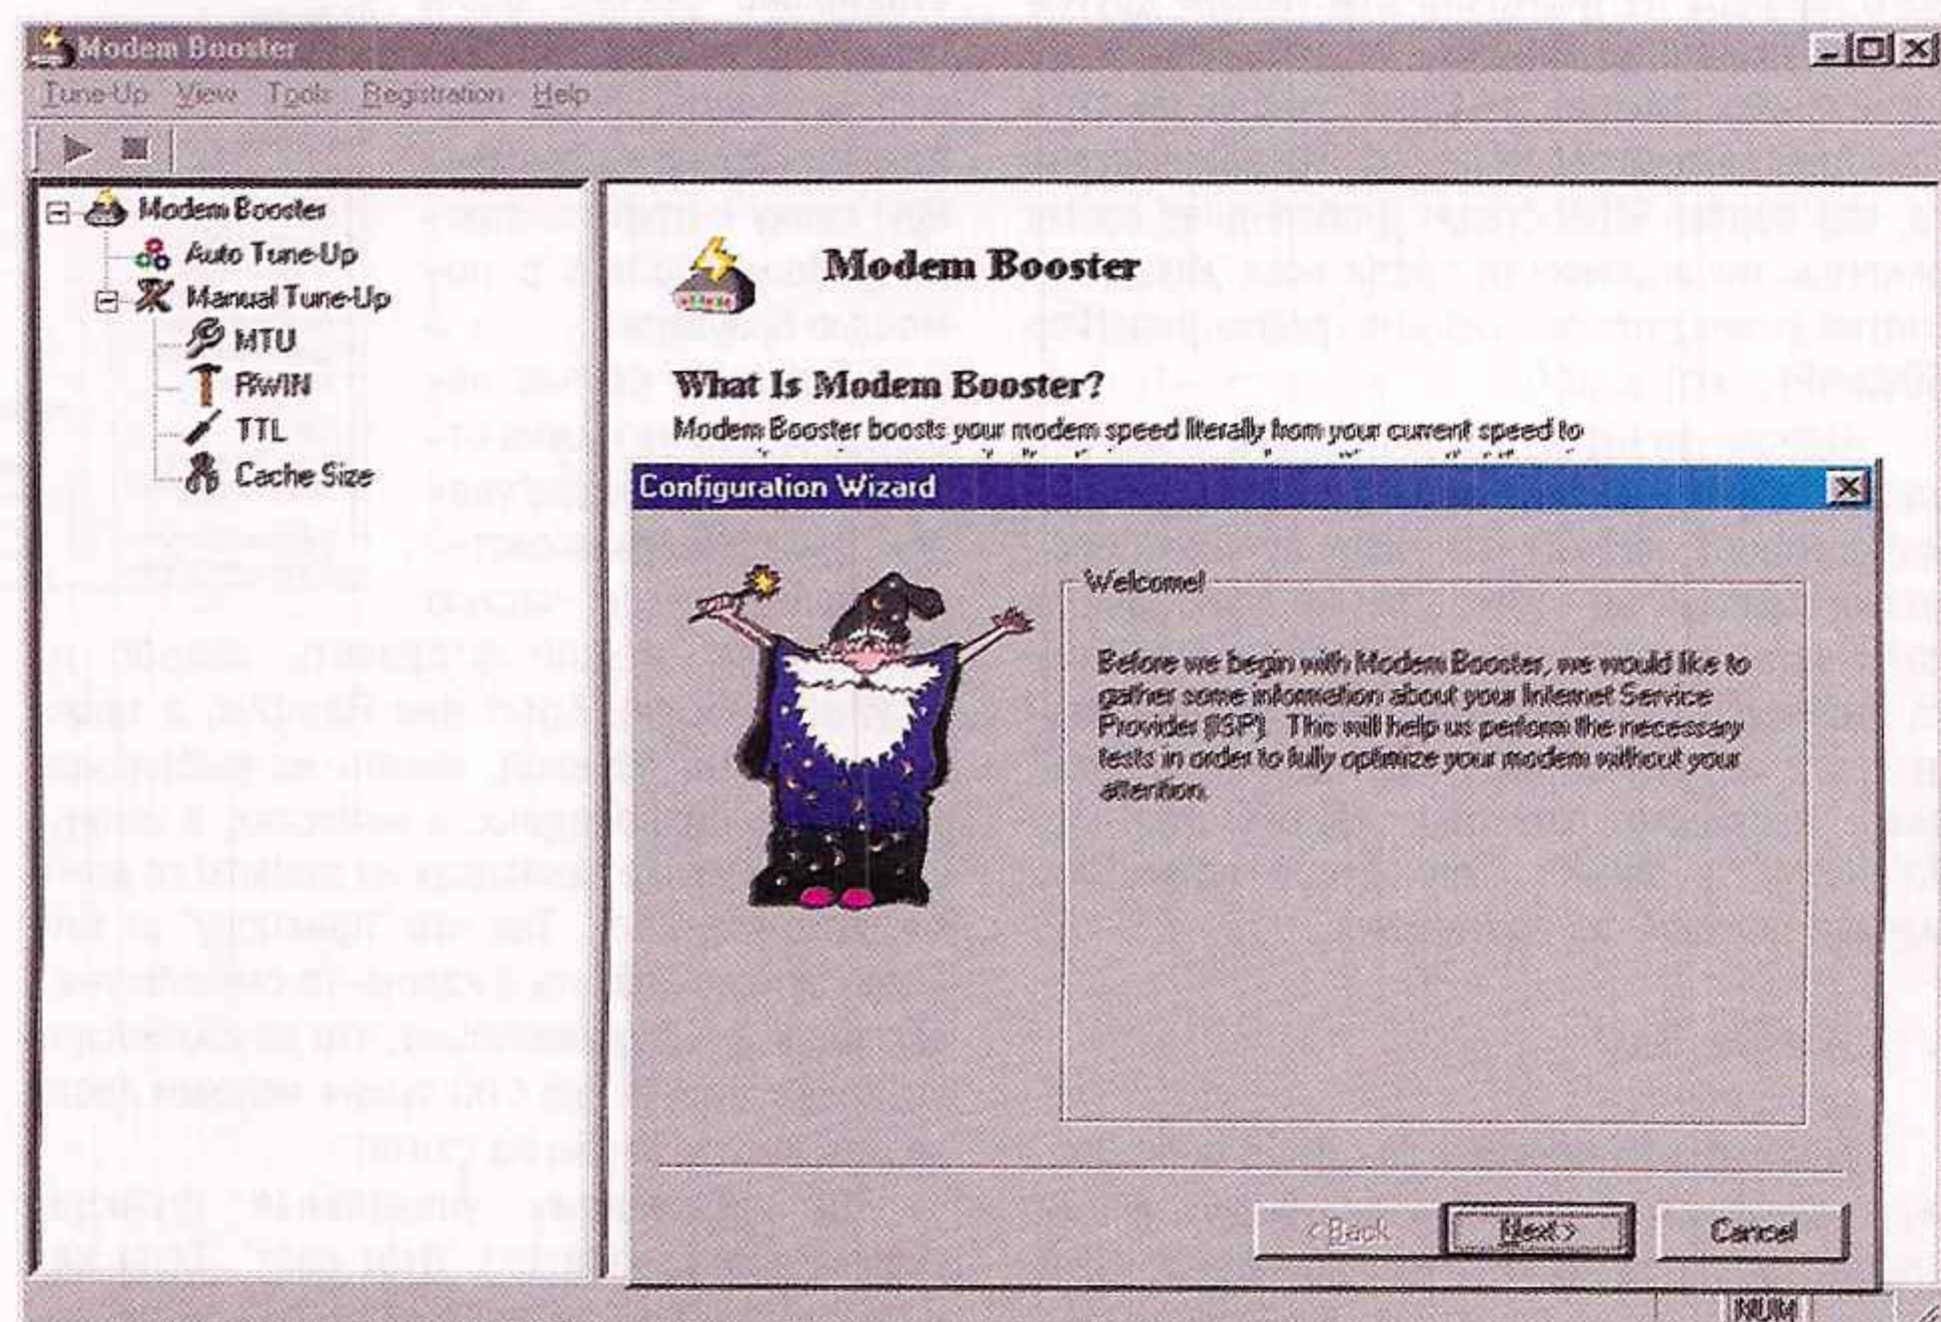 Modem Booster
Tune-Up View Tools Registration Help
Modem Booster
Auto Tune-Up
Manual Tune-Up
MTU
RWIN
TTL
Cache Size
Modem Booster
What Is Modem Booster?
Modem Booster boosts your modem speed literally from your current speed to
Configuration Wizard
Welcome!
Before we begin with Modem Booster, we would like to
gather some information about your Internet Service
Provider (ISP). This will help us perform the necessary
tests in order to fully optimize your modem without your
attention.
< Back Next > Cancel
NUM